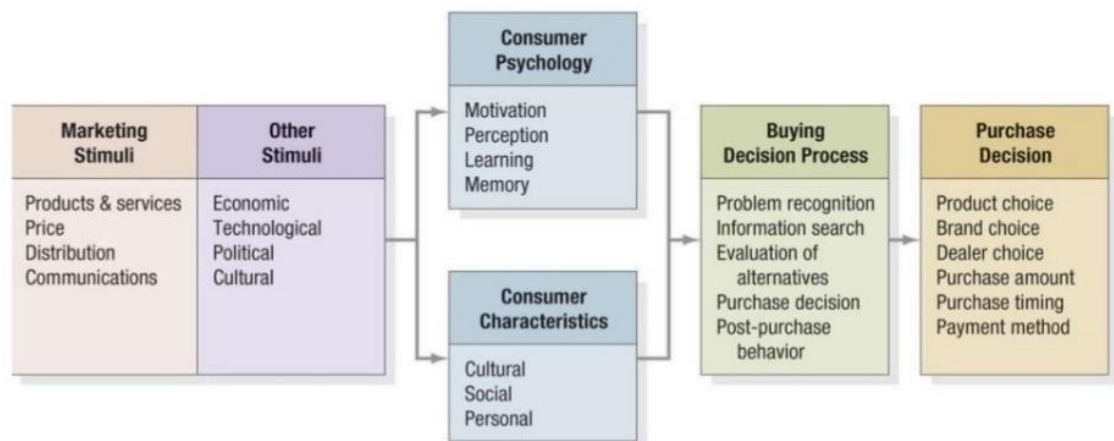 Marketing
Stimuli
Products & services
Price
Distribution
Communications
Other
Stimuli
Economic
Technological
Political
Cultural
Consumer
Psychology
Motivation
Perception
Learning
Memory
Consumer
Characteristics
Cultural
Social
Personal
Buying
Decision Process
Problem recognition
Information search
Evaluation of
alternatives
Purchase decision
Post-purchase
behavior
Purchase
Decision
Product choice
Brand choice
Dealer choice
Purchase amount
Purchase timing
Payment method